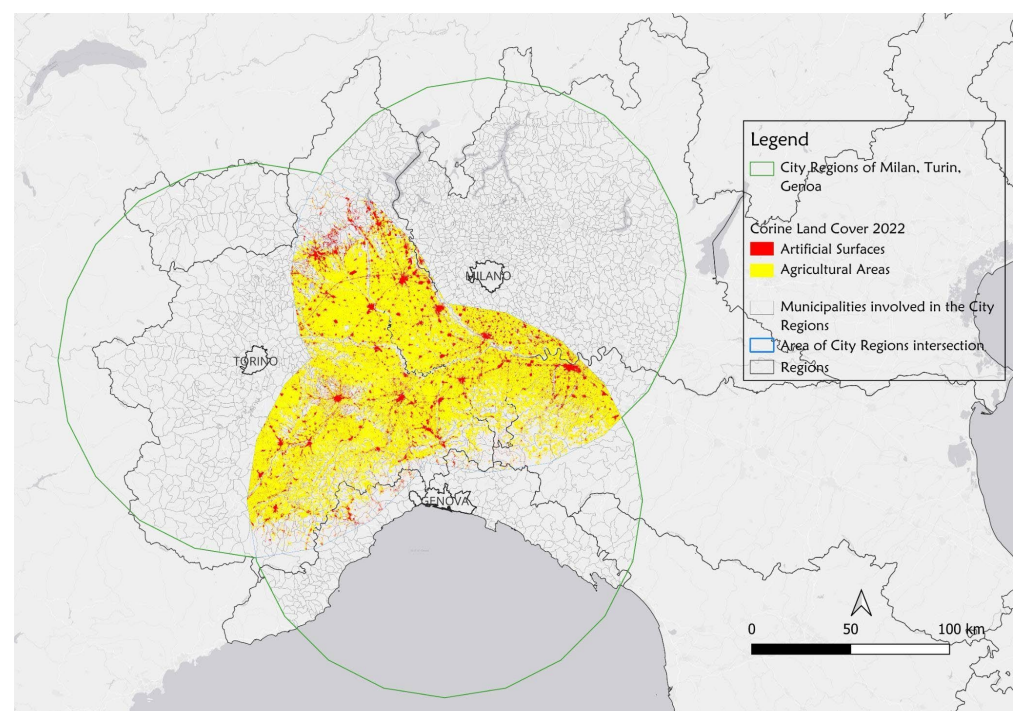 Legend
City Regions of Milan, Turin,
Genoa
Corine Land Cover 2022
Artificial Surfaces
Agricultural Areas
MILANO
Municipalities involved in the City
Regions
Area of City Regions intersection
TORINO
Regions
GENOVA
0 50 100 km